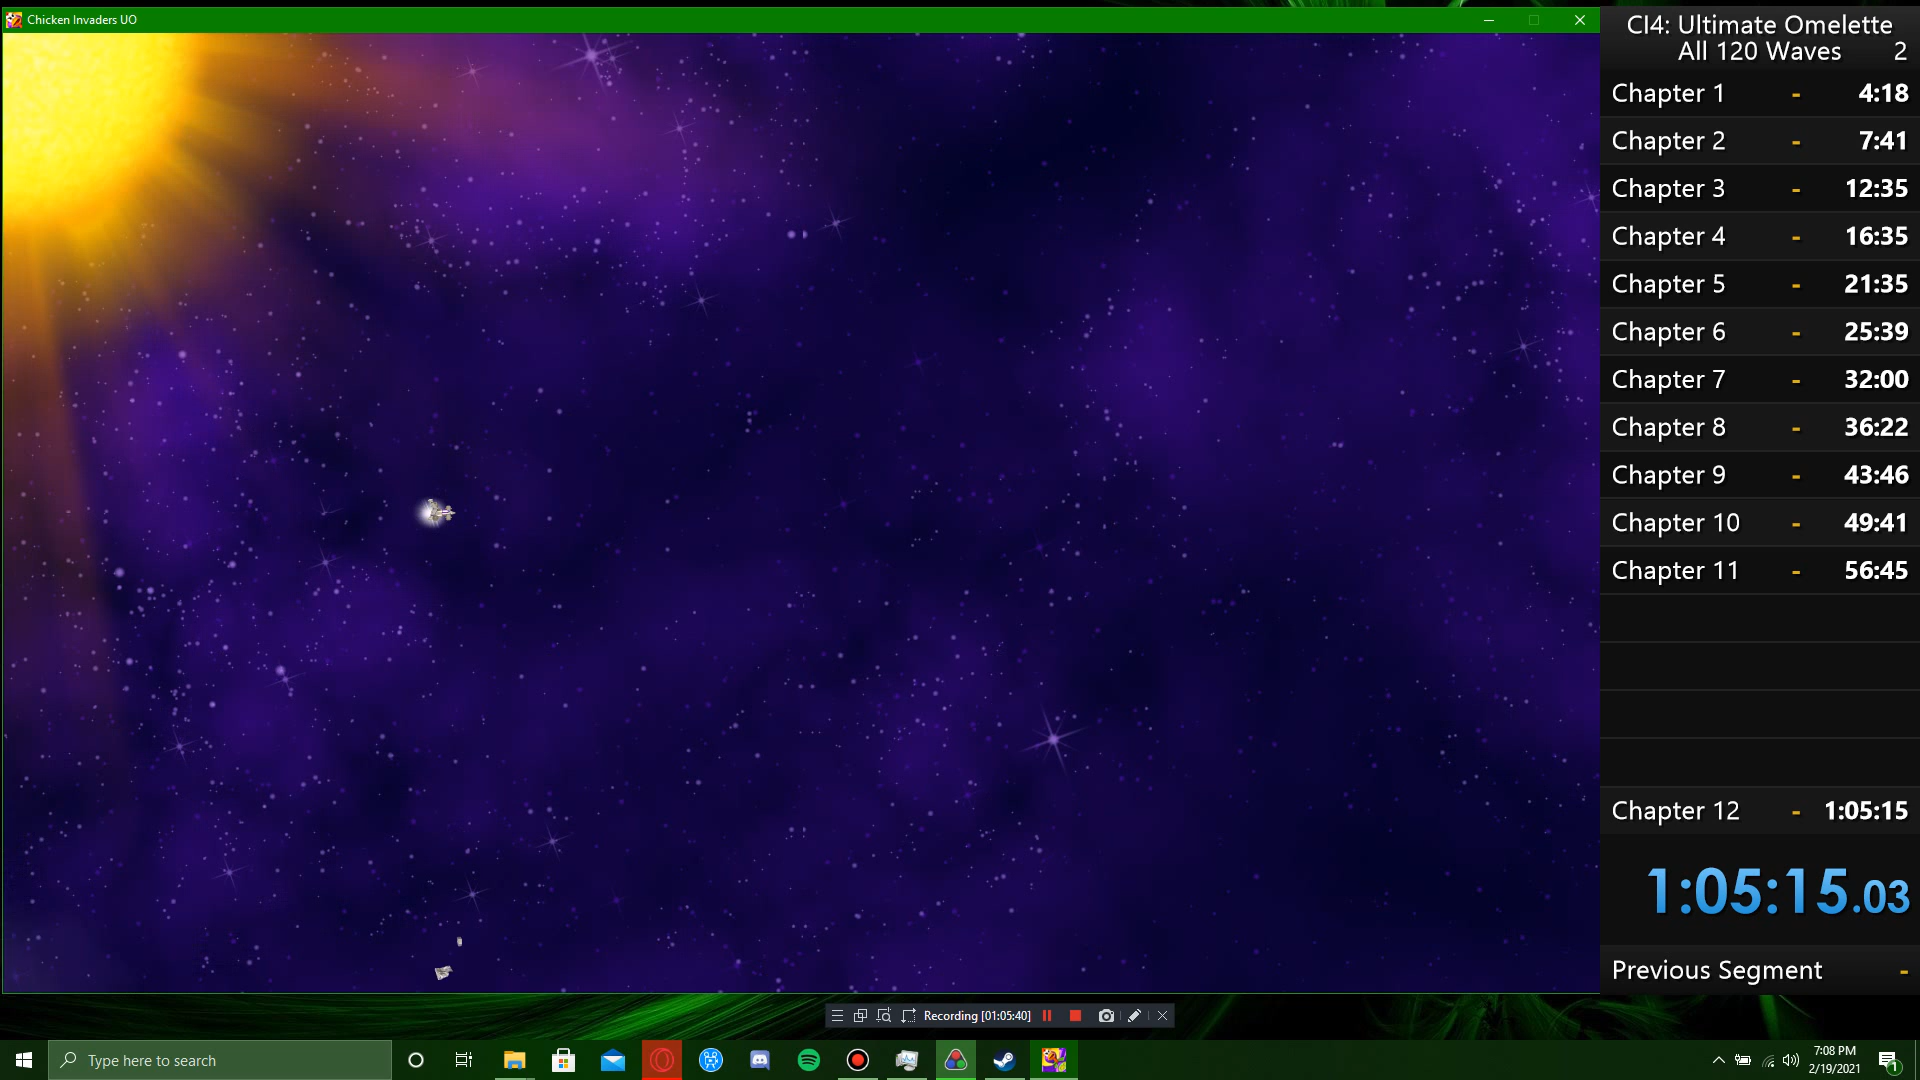 Chicken Invaders UO
CI4: Ultimate Omelette
All 120 Waves 2
Chapter 1 - 4:18
Chapter 2 - 7:41
Chapter 3 - 12:35
Chapter 4 - 16:35
Chapter 5 - 21:35
Chapter 6 - 25:39
Chapter 7 - 32:00
Chapter 8 - 36:22
Chapter 9 - 43:46
Chapter 10 - 49:41
Chapter 11 - 56:45
Chapter 12 - 1:05:15
1:05:15.03
Previous Segment -
Recording [01:05:40]
Type here to search
7:08 PM
2/19/2021
1